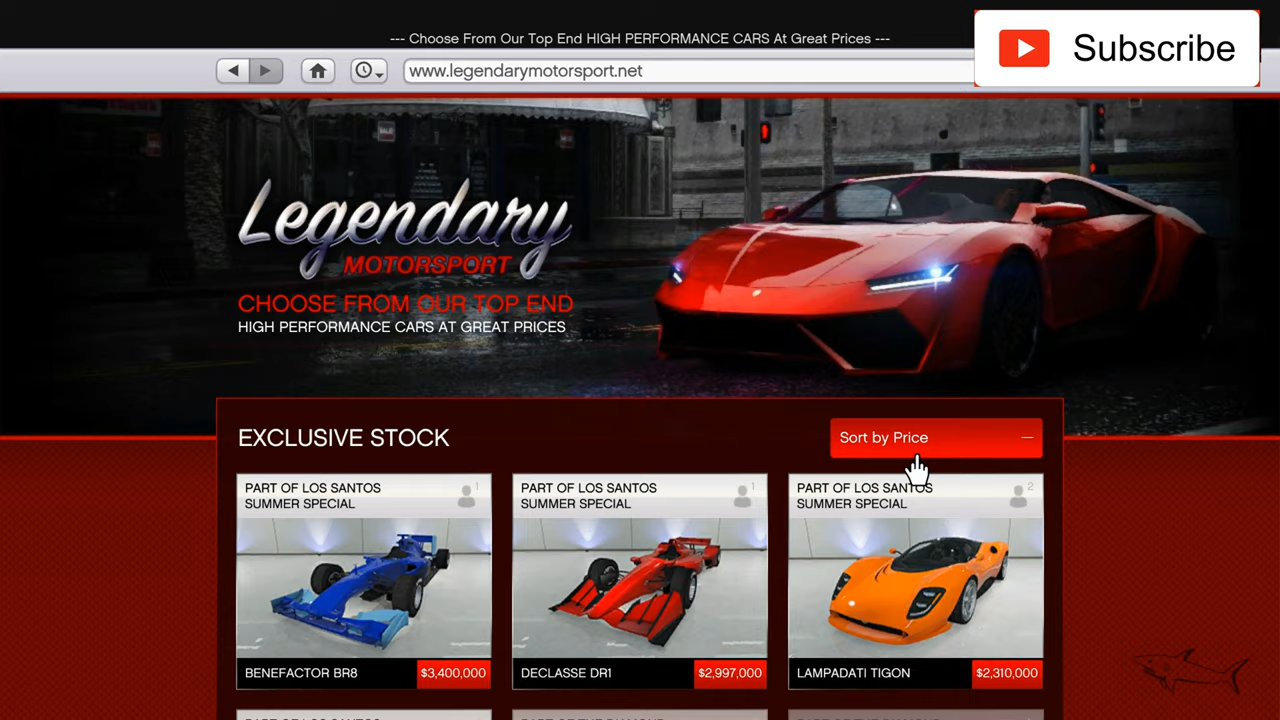 --- Choose From Our Top End HIGH PERFORMANCE CARS At Great Prices ---
Subscribe
www.legendarymotorsport.net
Legendary
MOTORSPORT
CHOOSE FROM OUR TOP END
HIGH PERFORMANCE CARS AT GREAT PRICES
EXCLUSIVE STOCK
Sort by Price
PART OF LOS SANTOS
SUMMER SPECIAL
1
BENEFACTOR BR8
$3,400,000
PART OF LOS SANTOS
SUMMER SPECIAL
1
DECLASSE DR1
$2,997,000
PART OF LOS SANTOS
SUMMER SPECIAL
2
LAMPADATI TIGON
$2,310,000